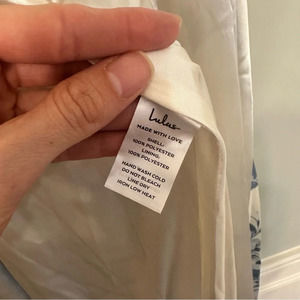 Lulus
MADE WITH LOVE
SHELL:
100% POLYESTER
LINING:
100% POLYESTER
HAND WASH COLD
DO NOT BLEACH
LINE DRY
IRON LOW HEAT